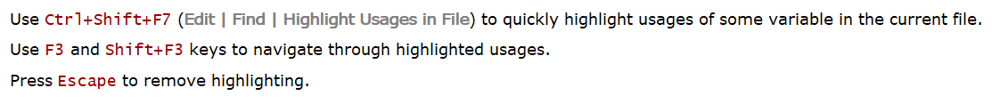 Use Ctrl+Shift+F7 (Edit | Find | Highlight Usages in File) to quickly highlight usages of some variable in the current file.
Use F3 and Shift+F3 keys to navigate through highlighted usages.
Press Escape to remove highlighting.